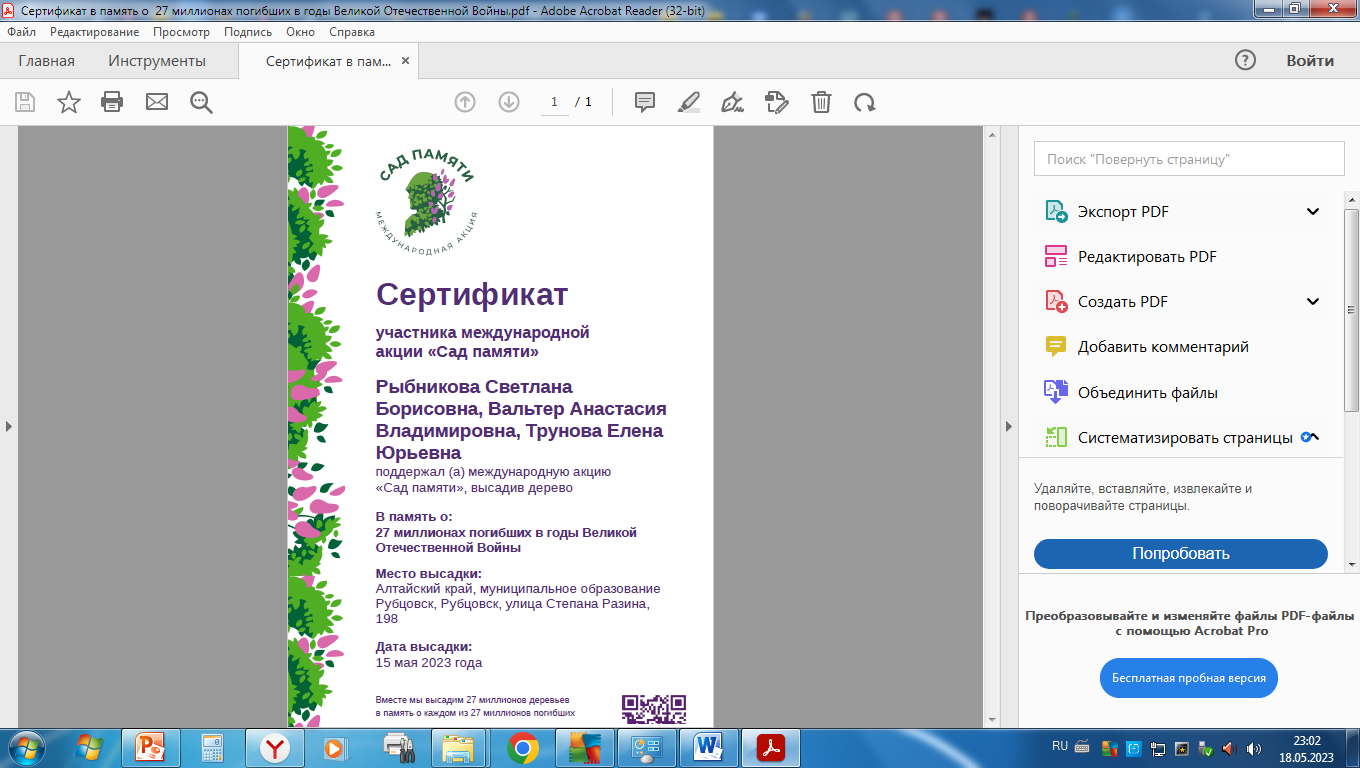 Сертификат в память о  27 миллионах погибших в годы Великой Отечественной Войны.pdf - Adobe Acrobat Reader (32-bit)
Файл Редактирование Просмотр Подпись Окно Справка
Главная Инструменты Сертификат в пам... × Войти
1 / 1
САД ПАМЯТИ
МЕЖДУНАРОДНАЯ АКЦИЯ
Сертификат
участника международной
акции «Сад памяти»
Рыбникова Светлана
Борисовна, Вальтер Анастасия
Владимировна, Трунова Елена
Юрьевна
поддержал (а) международную акцию
«Сад памяти», высадив дерево
В память о:
27 миллионах погибших в годы Великой
Отечественной Войны
Место высадки:
Алтайский край, муниципальное образование
Рубцовск, Рубцовск, улица Степана Разина,
198
Дата высадки:
15 мая 2023 года
Вместе мы высадим 27 миллионов деревьев
в память о каждом из 27 миллионов погибших
Поиск "Повернуть страницу"
Экспорт PDF
Редактировать PDF
Создать PDF
Добавить комментарий
Объединить файлы
Систематизировать страницы
Удаляйте, вставляйте, извлекайте и
поворачивайте страницы.
Попробовать
Преобразовывайте и изменяйте файлы PDF-файлы
с помощью Acrobat Pro
Бесплатная пробная версия
RU
23:02
18.05.2023